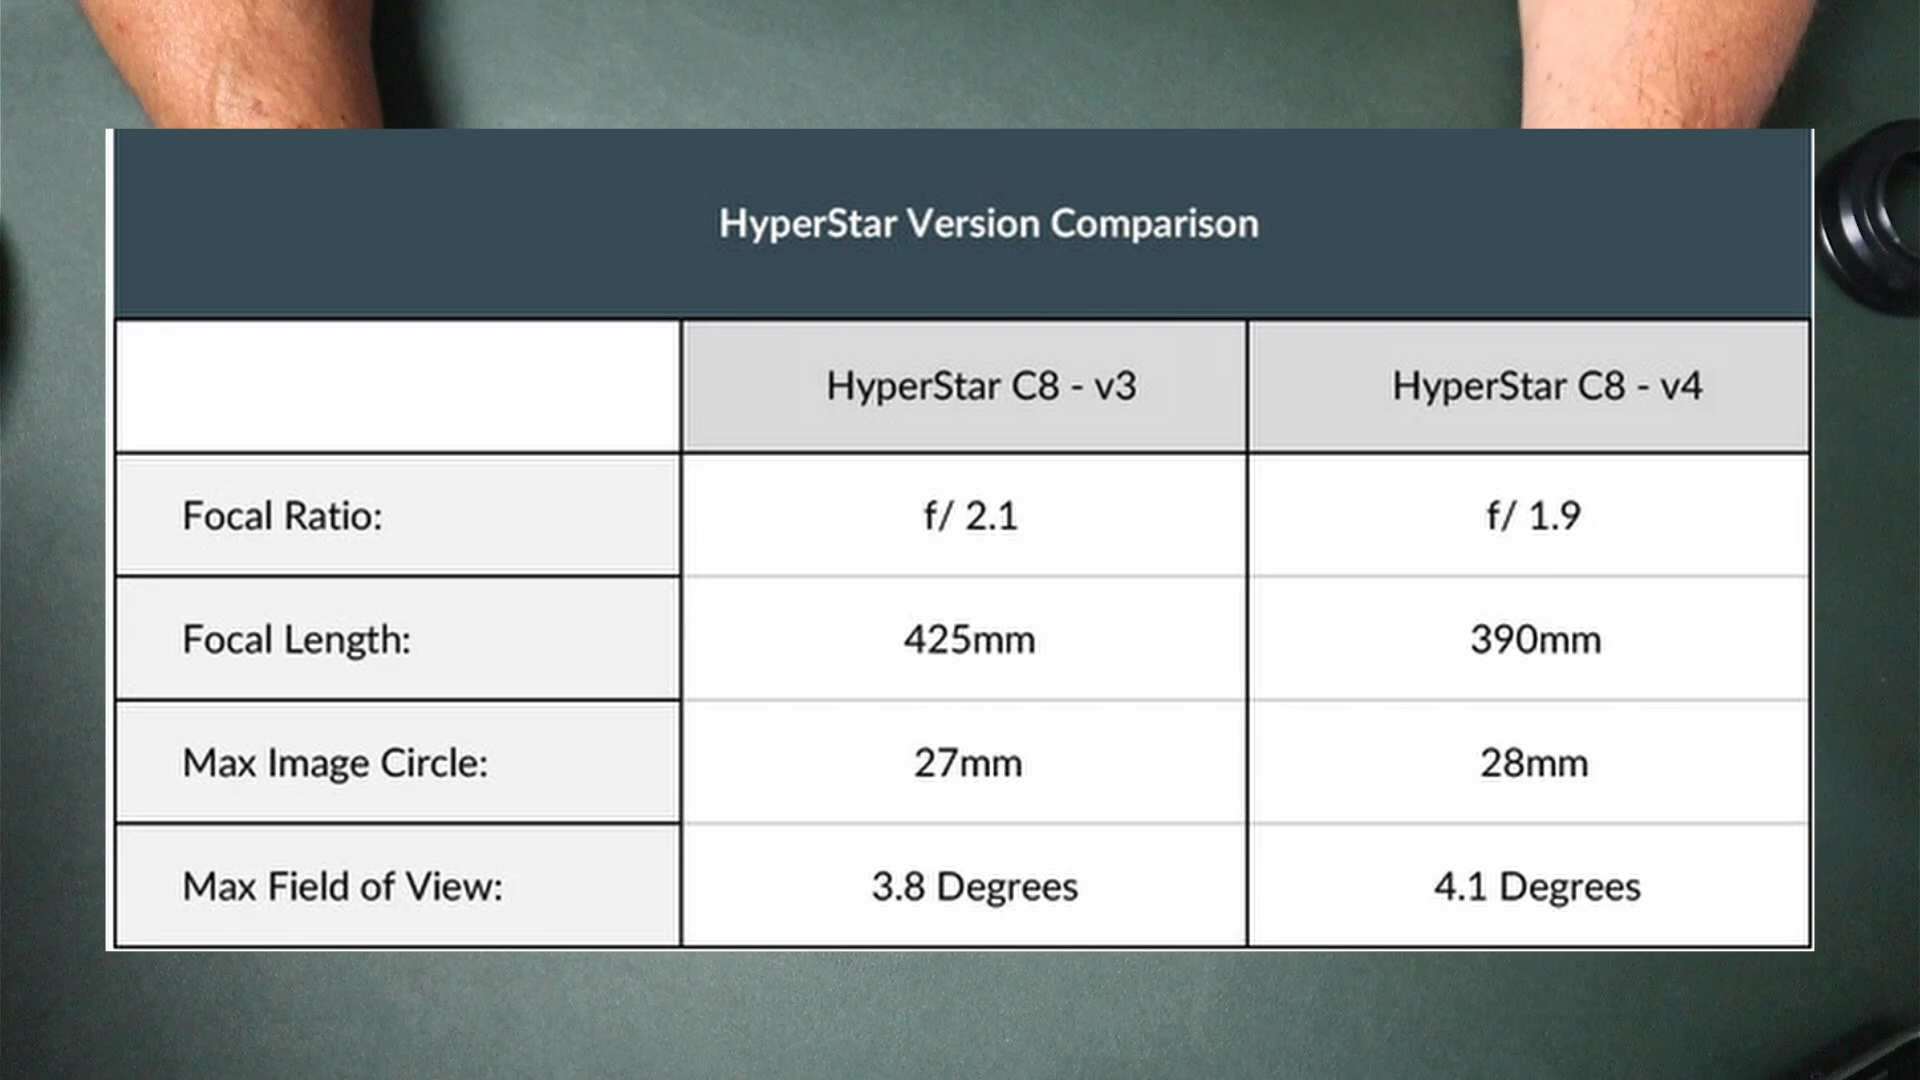 HyperStar Version Comparison
HyperStar C8 - v3 HyperStar C8 - v4
Focal Ratio: f/ 2.1 f/ 1.9
Focal Length: 425mm 390mm
Max Image Circle: 27mm 28mm
Max Field of View: 3.8 Degrees 4.1 Degrees